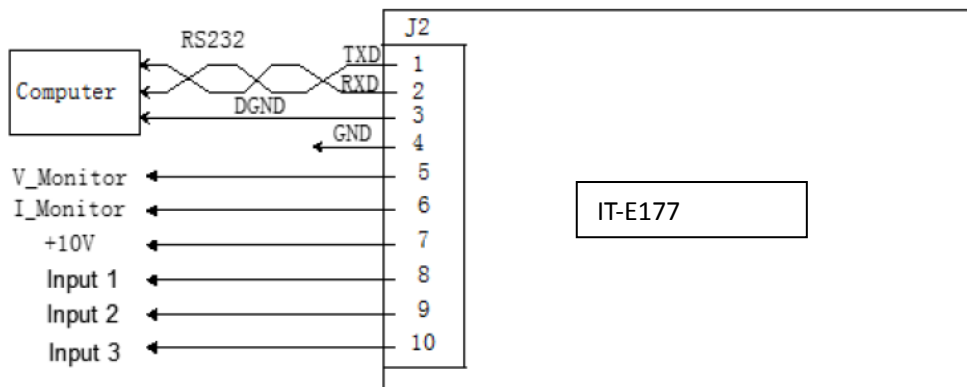 J2
RS232
TXD
1
Computer
RXD
2
DGND
3
GND
4
V_Monitor
5
I_Monitor
6
+10V
7
Input 1
8
Input 2
9
Input 3
10
IT-E177